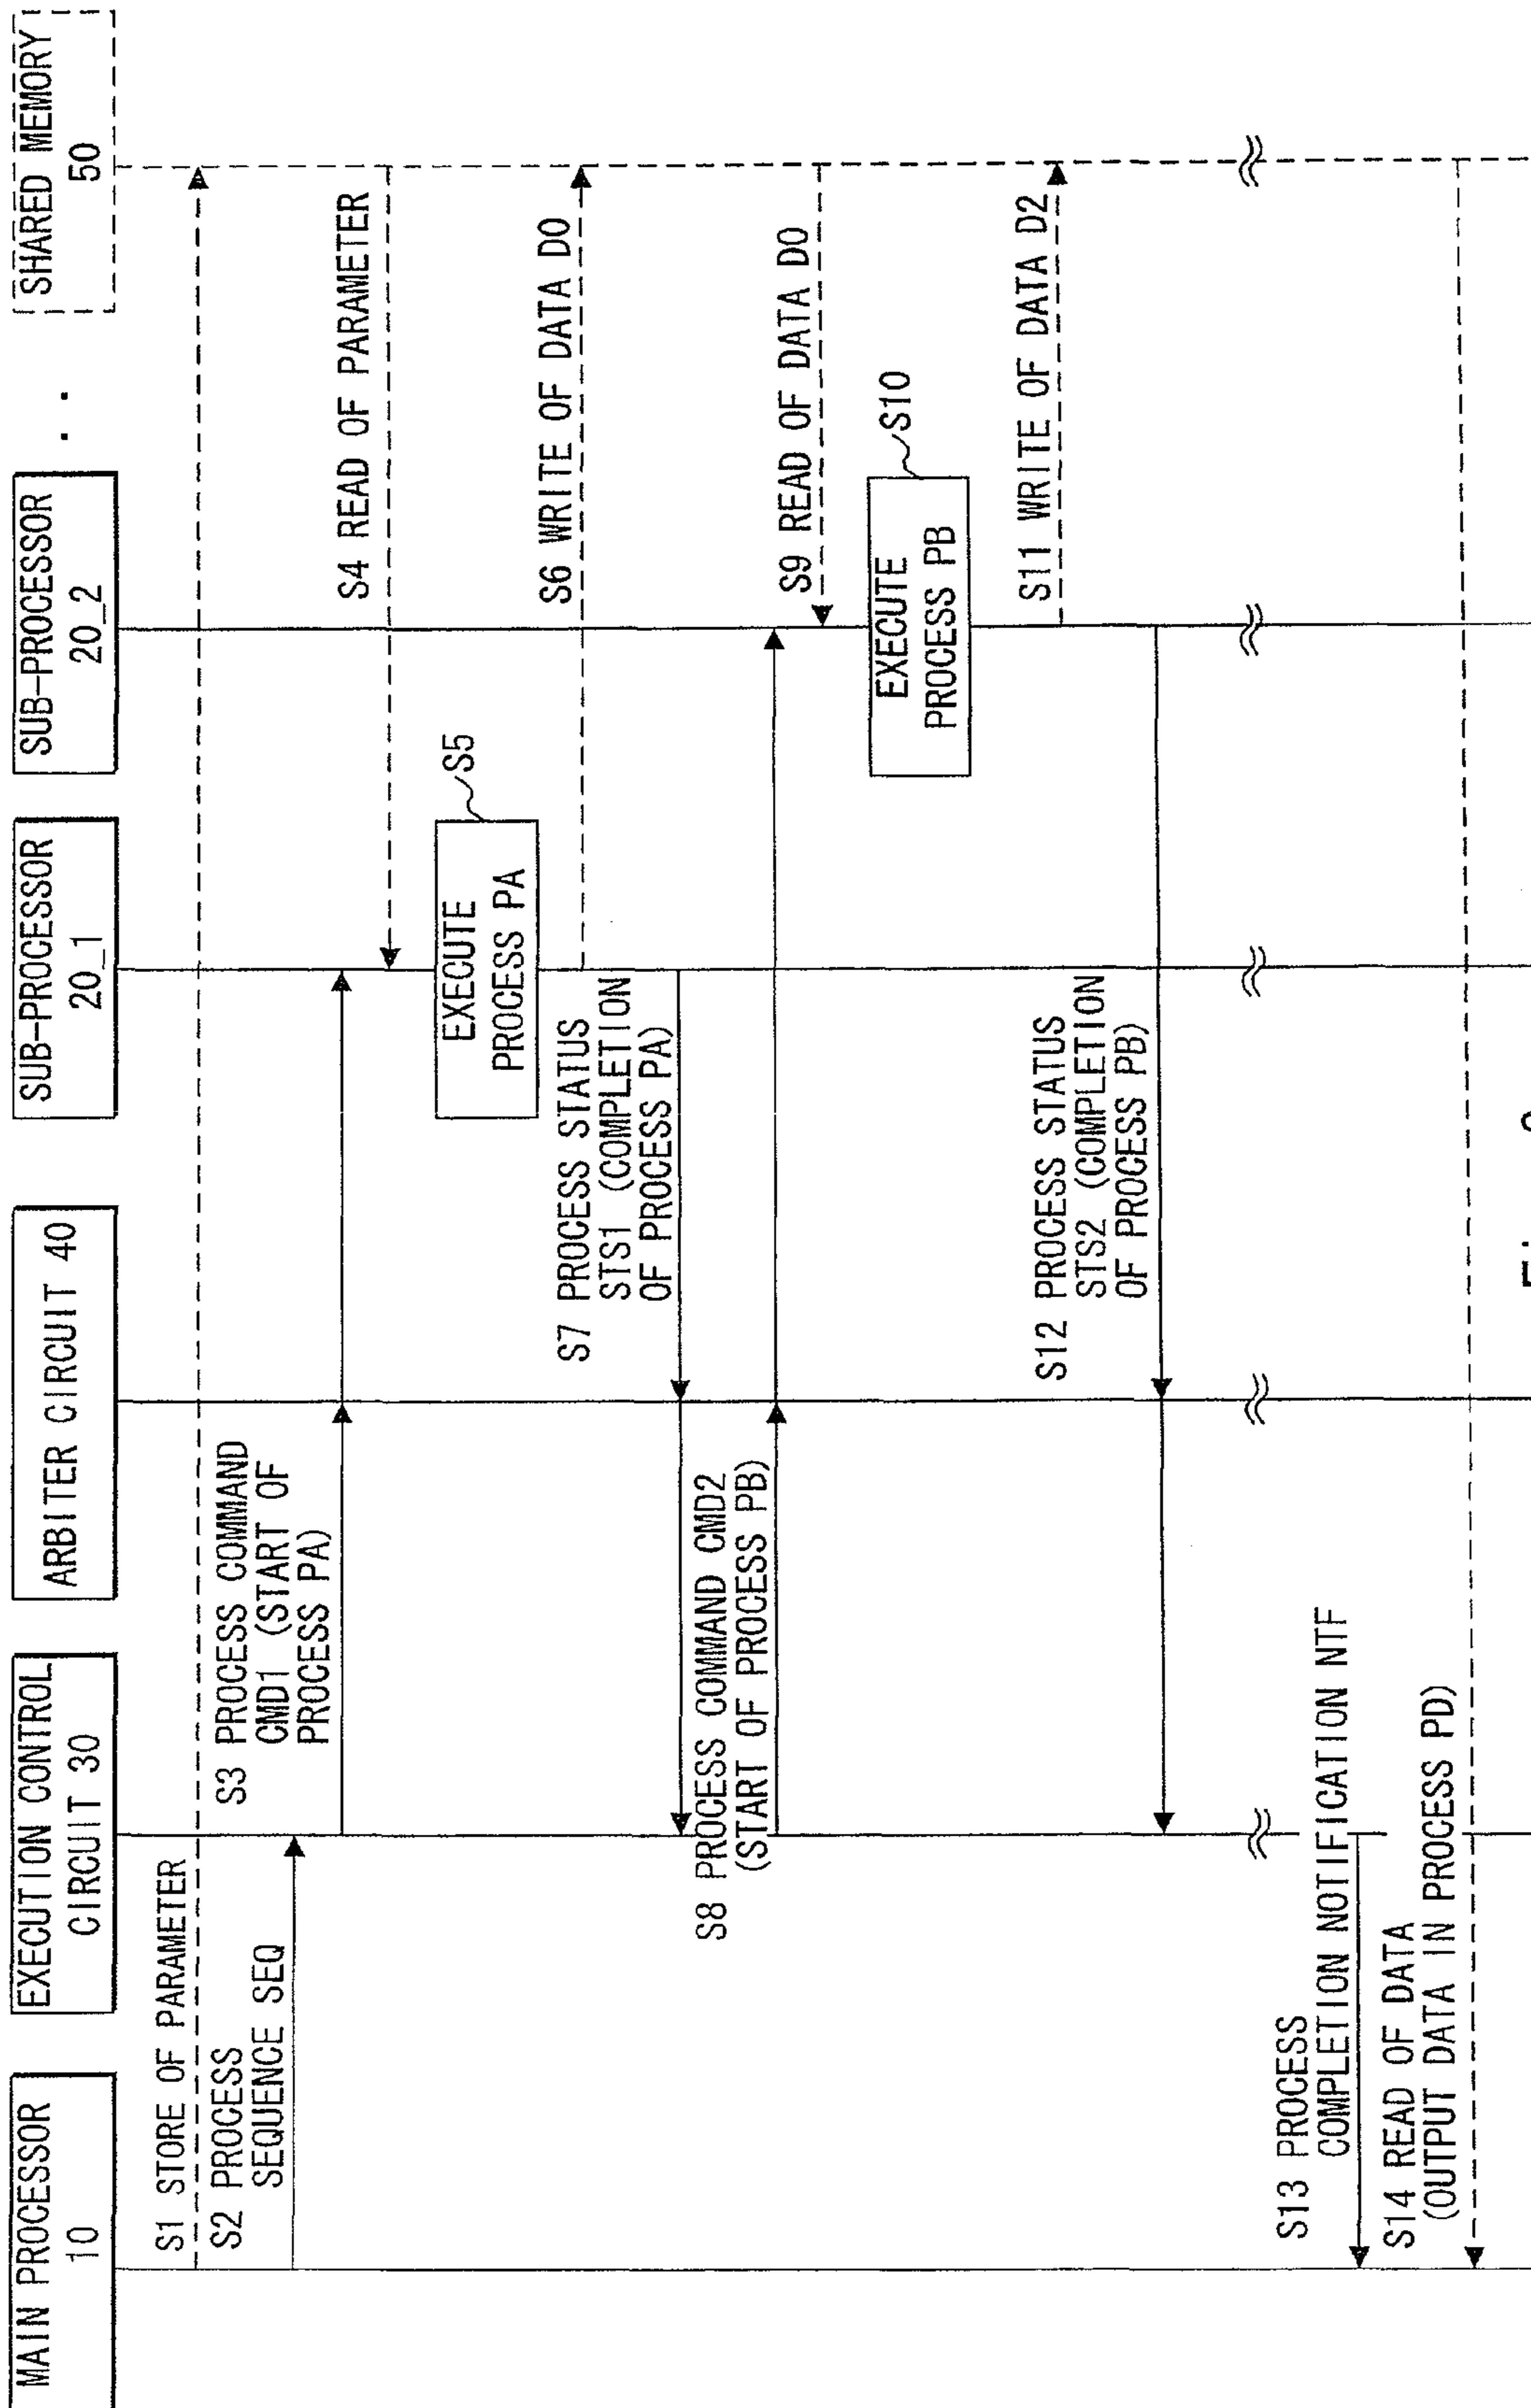 MAIN PROCESSOR
10
EXECUTION CONTROL
CIRCUIT 30
ARBITER CIRCUIT 40
SUB-PROCESSOR
20_1
SUB-PROCESSOR
20_2
. .
SHARED MEMORY
50
S1 STORE OF PARAMETER
S2 PROCESS
SEQUENCE SEQ
S3 PROCESS COMMAND
CMD1 (START OF
PROCESS PA)
S4 READ OF PARAMETER
EXECUTE
PROCESS PA
S5
S6 WRITE OF DATA D0
S7 PROCESS STATUS
STS1 (COMPLETION
OF PROCESS PA)
S8 PROCESS COMMAND CMD2
(START OF PROCESS PB)
S9 READ OF DATA D0
EXECUTE
PROCESS PB
S10
S11 WRITE OF DATA D2
S12 PROCESS STATUS
STS2 (COMPLETION
OF PROCESS PB)
S13 PROCESS
COMPLETION NOTIFICATION NTF
S14 READ OF DATA
(OUTPUT DATA IN PROCESS PD)